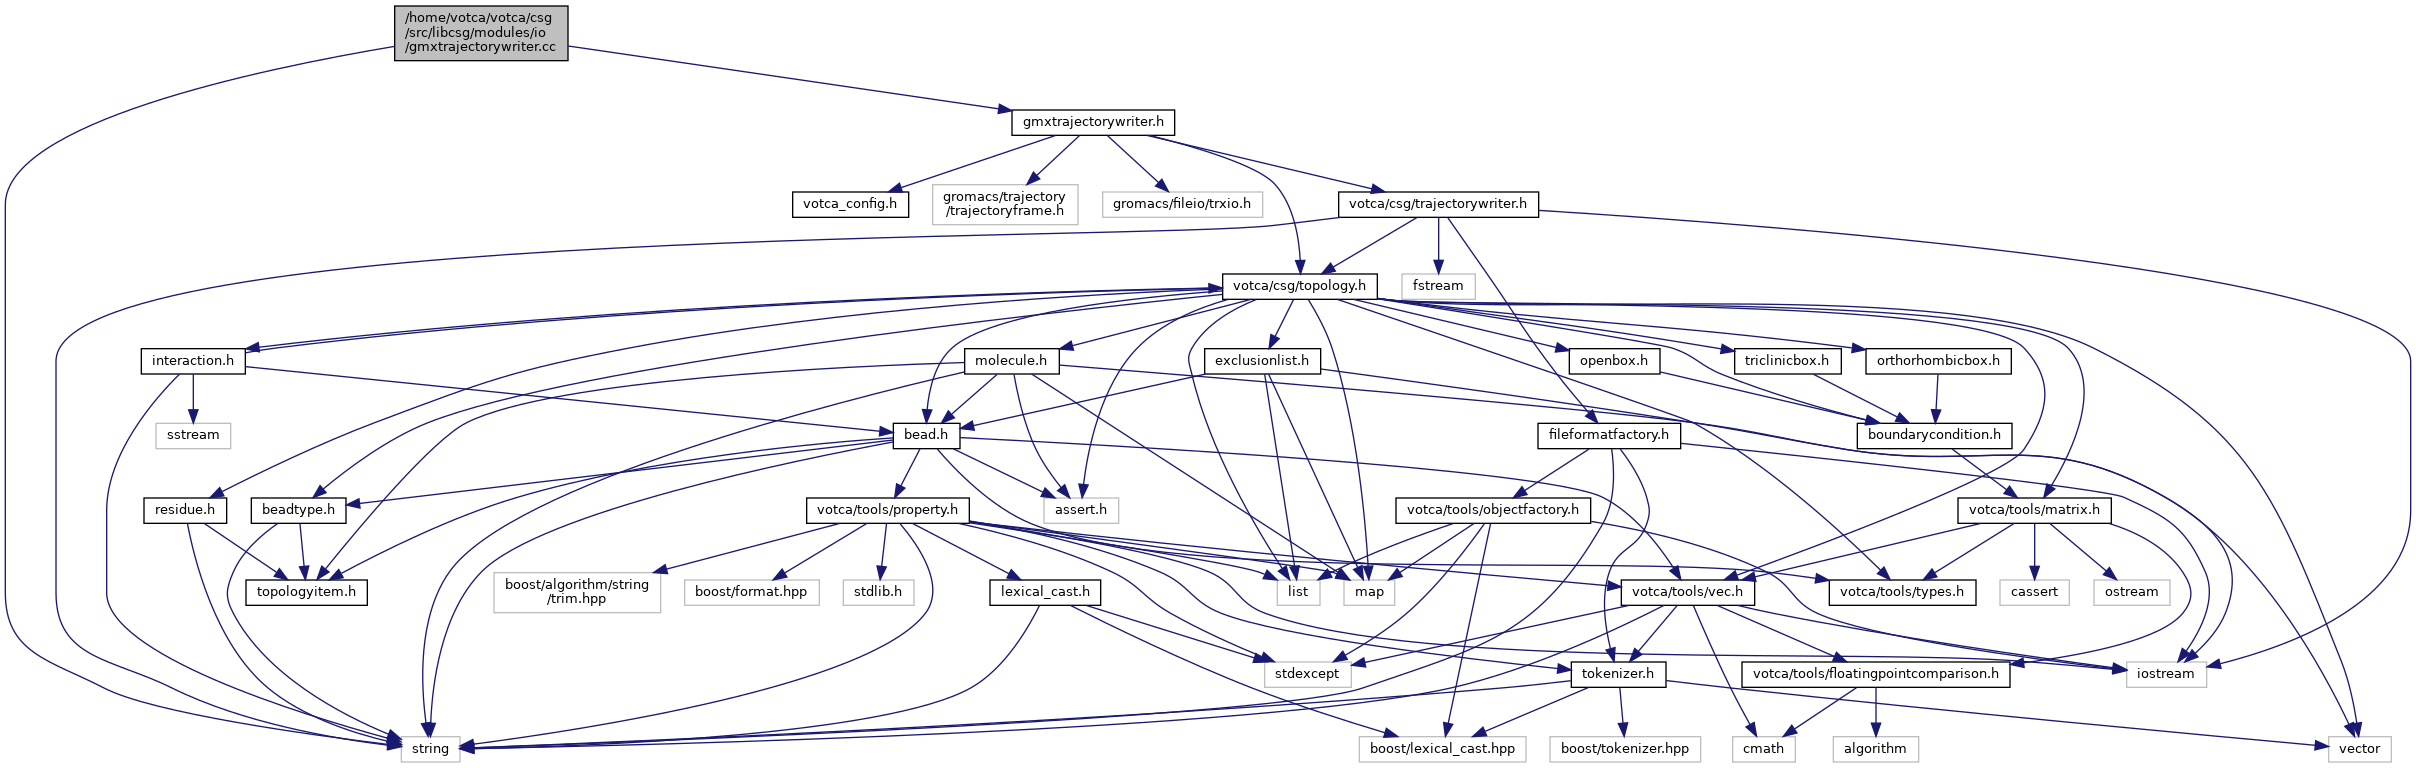 /home/votca/votca/csg
/src/libcsg/modules/io
/gmxtrajectorywriter.cc
gmxtrajectorywriter.h
votca_config.h
gromacs/trajectory
/trajectoryframe.h
gromacs/fileio/trxio.h
votca/csg/trajectorywriter.h
votca/csg/topology.h
fstream
interaction.h
molecule.h
exclusionlist.h
openbox.h
triclinicbox.h
orthorhombicbox.h
sstream
bead.h
fileformatfactory.h
boundarycondition.h
residue.h
beadtype.h
votca/tools/property.h
assert.h
votca/tools/objectfactory.h
votca/tools/matrix.h
topologyitem.h
boost/algorithm/string
/trim.hpp
boost/format.hpp
stdlib.h
lexical_cast.h
list
map
votca/tools/vec.h
votca/tools/types.h
cassert
ostream
stdexcept
tokenizer.h
votca/tools/floatingpointcomparison.h
iostream
string
boost/lexical_cast.hpp
boost/tokenizer.hpp
cmath
algorithm
vector